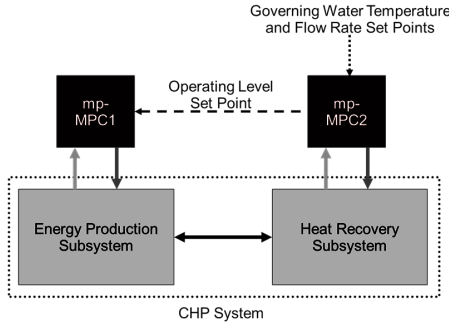 Governing Water Temperature
and Flow Rate Set Points
mp-
MPC1
Operating Level
Set Point
mp-
MPC2
Energy Production
Subsystem
Heat Recovery
Subsystem
CHP System